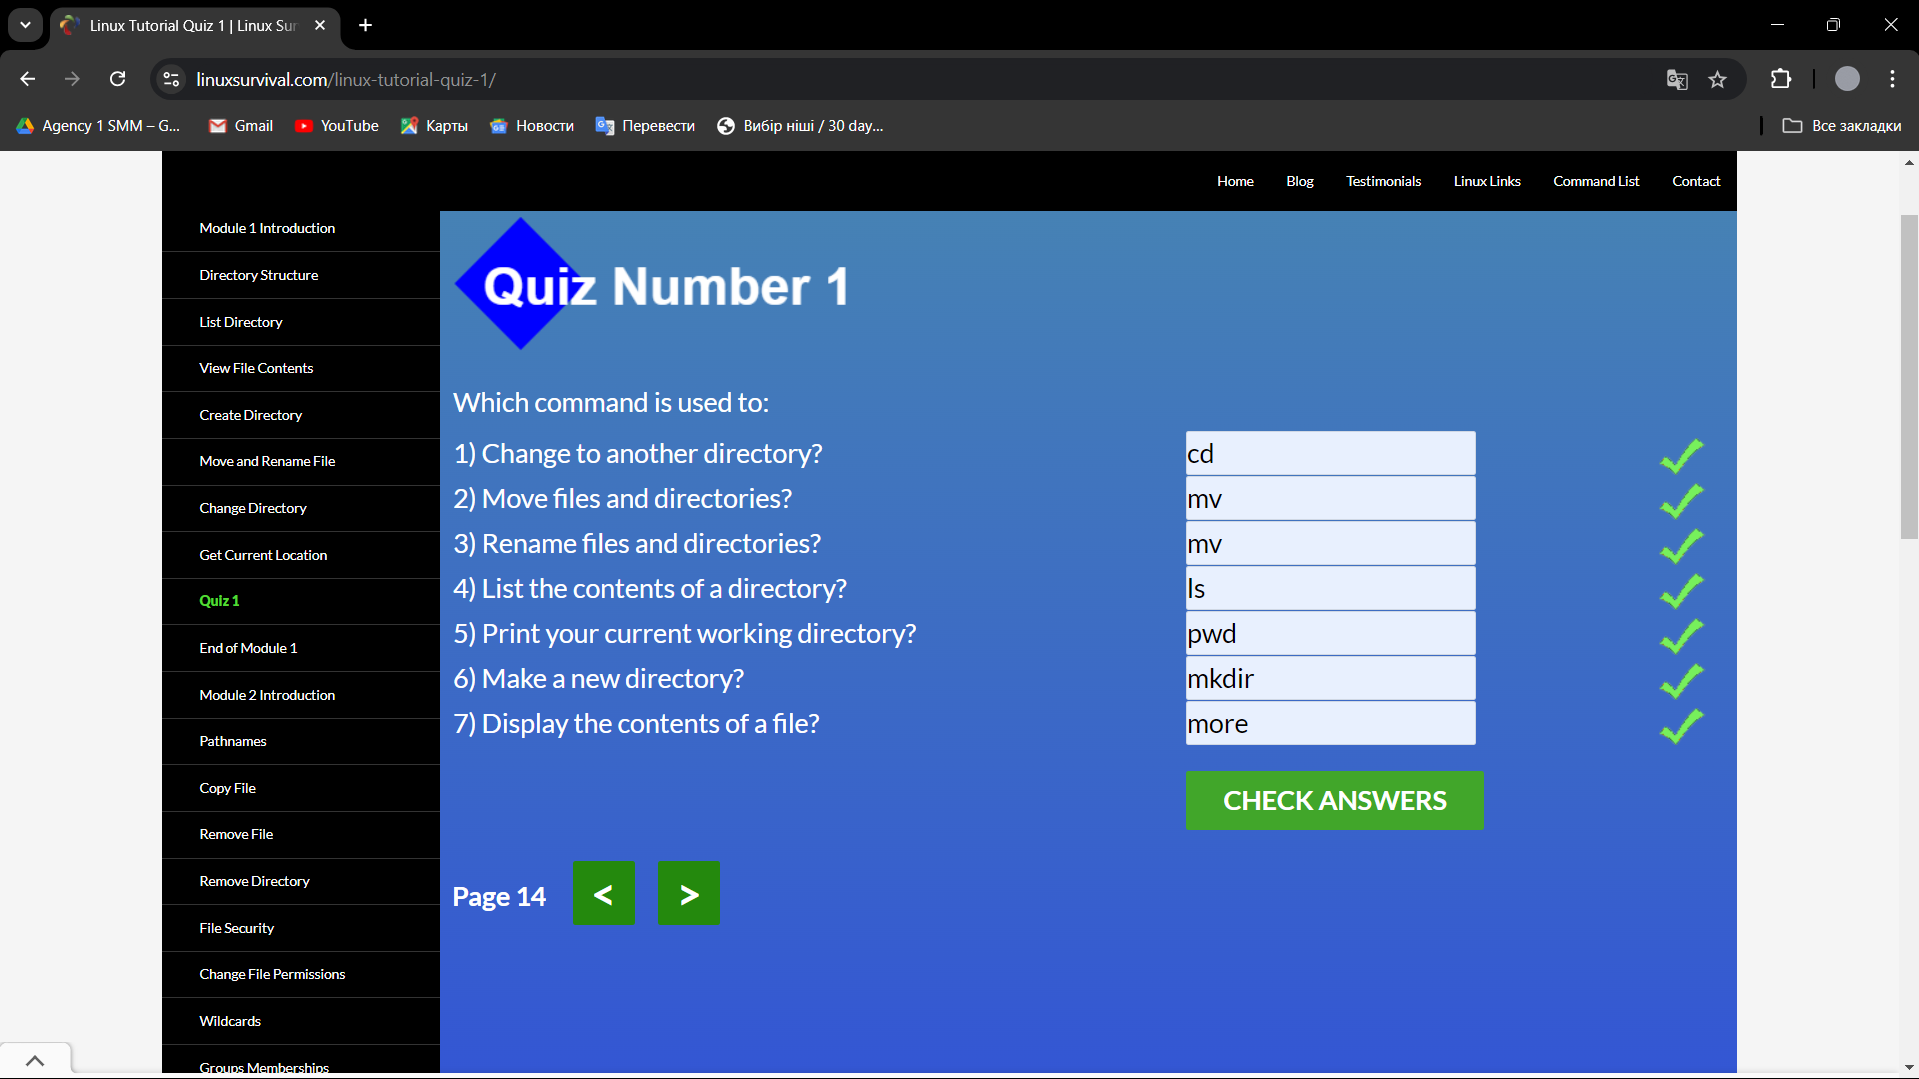 Linux Tutorial Quiz 1 | Linux Sur
linuxsurvival.com/linux-tutorial-quiz-1/
Agency 1 SMM – G...
Gmail
YouTube
Карты
Новости
Перевести
Вибір ніші / 30 day...
Все закладки
Home
Blog
Testimonials
Linux Links
Command List
Contact
Module 1 Introduction
Directory Structure
List Directory
View File Contents
Create Directory
Move and Rename File
Change Directory
Get Current Location
Quiz 1
End of Module 1
Module 2 Introduction
Pathnames
Copy File
Remove File
Remove Directory
File Security
Change File Permissions
Wildcards
Groups Memberships
Quiz Number 1
Which command is used to:
1) Change to another directory? cd
2) Move files and directories? mv
3) Rename files and directories? mv
4) List the contents of a directory? ls
5) Print your current working directory? pwd
6) Make a new directory? mkdir
7) Display the contents of a file? more
CHECK ANSWERS
Page 14 < >